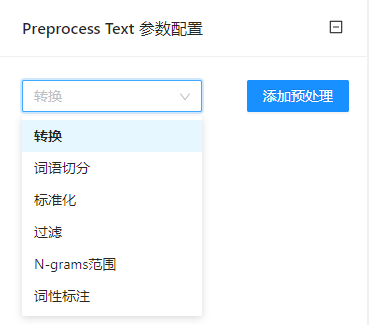 Preprocess Text 参数配置
转换
添加预处理
转换
词语切分
标准化
过滤
N-grams范围
词性标注